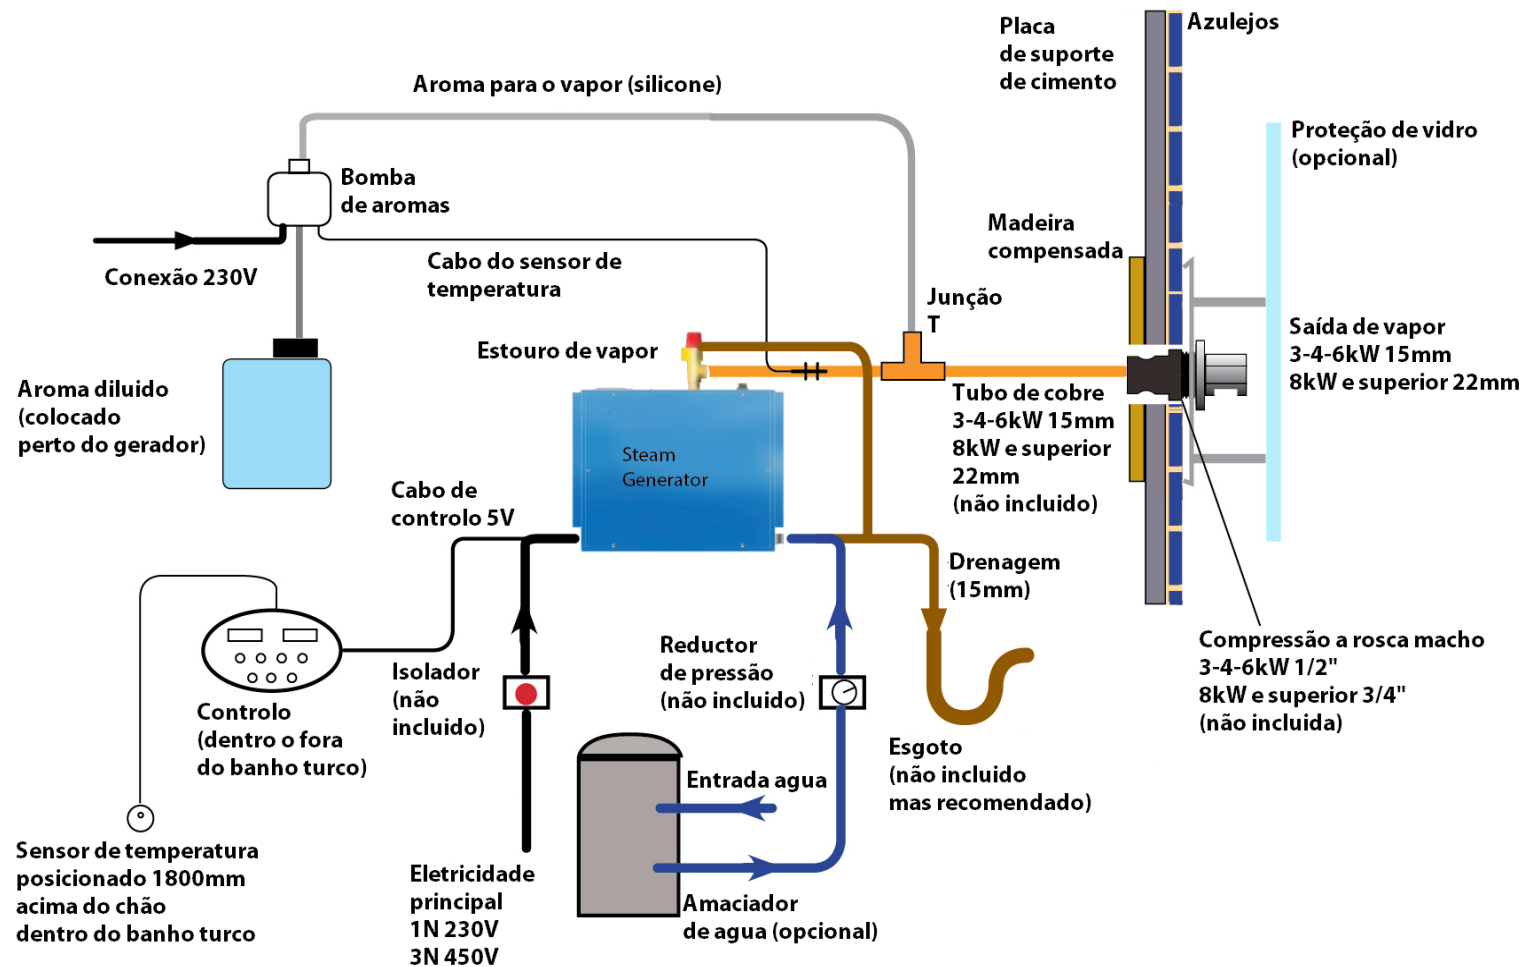 Placa
de suporte
de cimento
Azulejos
Aroma para o vapor (silicone)
Proteção de vidro
(opcional)
Bomba
de aromas
Madeira
compensada
Conexão 230V
Cabo do sensor de
temperatura
Junção
T
Saída de vapor
3-4-6kW 15mm
8kW e superior 22mm
Estouro de vapor
Aroma diluido
(colocado
perto do gerador)
Tubo de cobre
3-4-6kW 15mm
8kW e superior
22mm
(não incluido)
Steam
Generator
Cabo de
controlo 5V
Drenagem
(15mm)
Compressão a rosca macho
3-4-6kW 1/2"
8kW e superior 3/4"
(não incluida)
Isolador
(não
incluido)
Reductor
de pressão
(não incluido)
Controlo
(dentro o fora
do banho turco)
Esgoto
(não incluido
mas recomendado)
Entrada agua
Sensor de temperatura
posicionado 1800mm
acima do chão
dentro do banho turco
Eletricidade
principal
1N 230V
3N 450V
Amaciador
de agua (opcional)